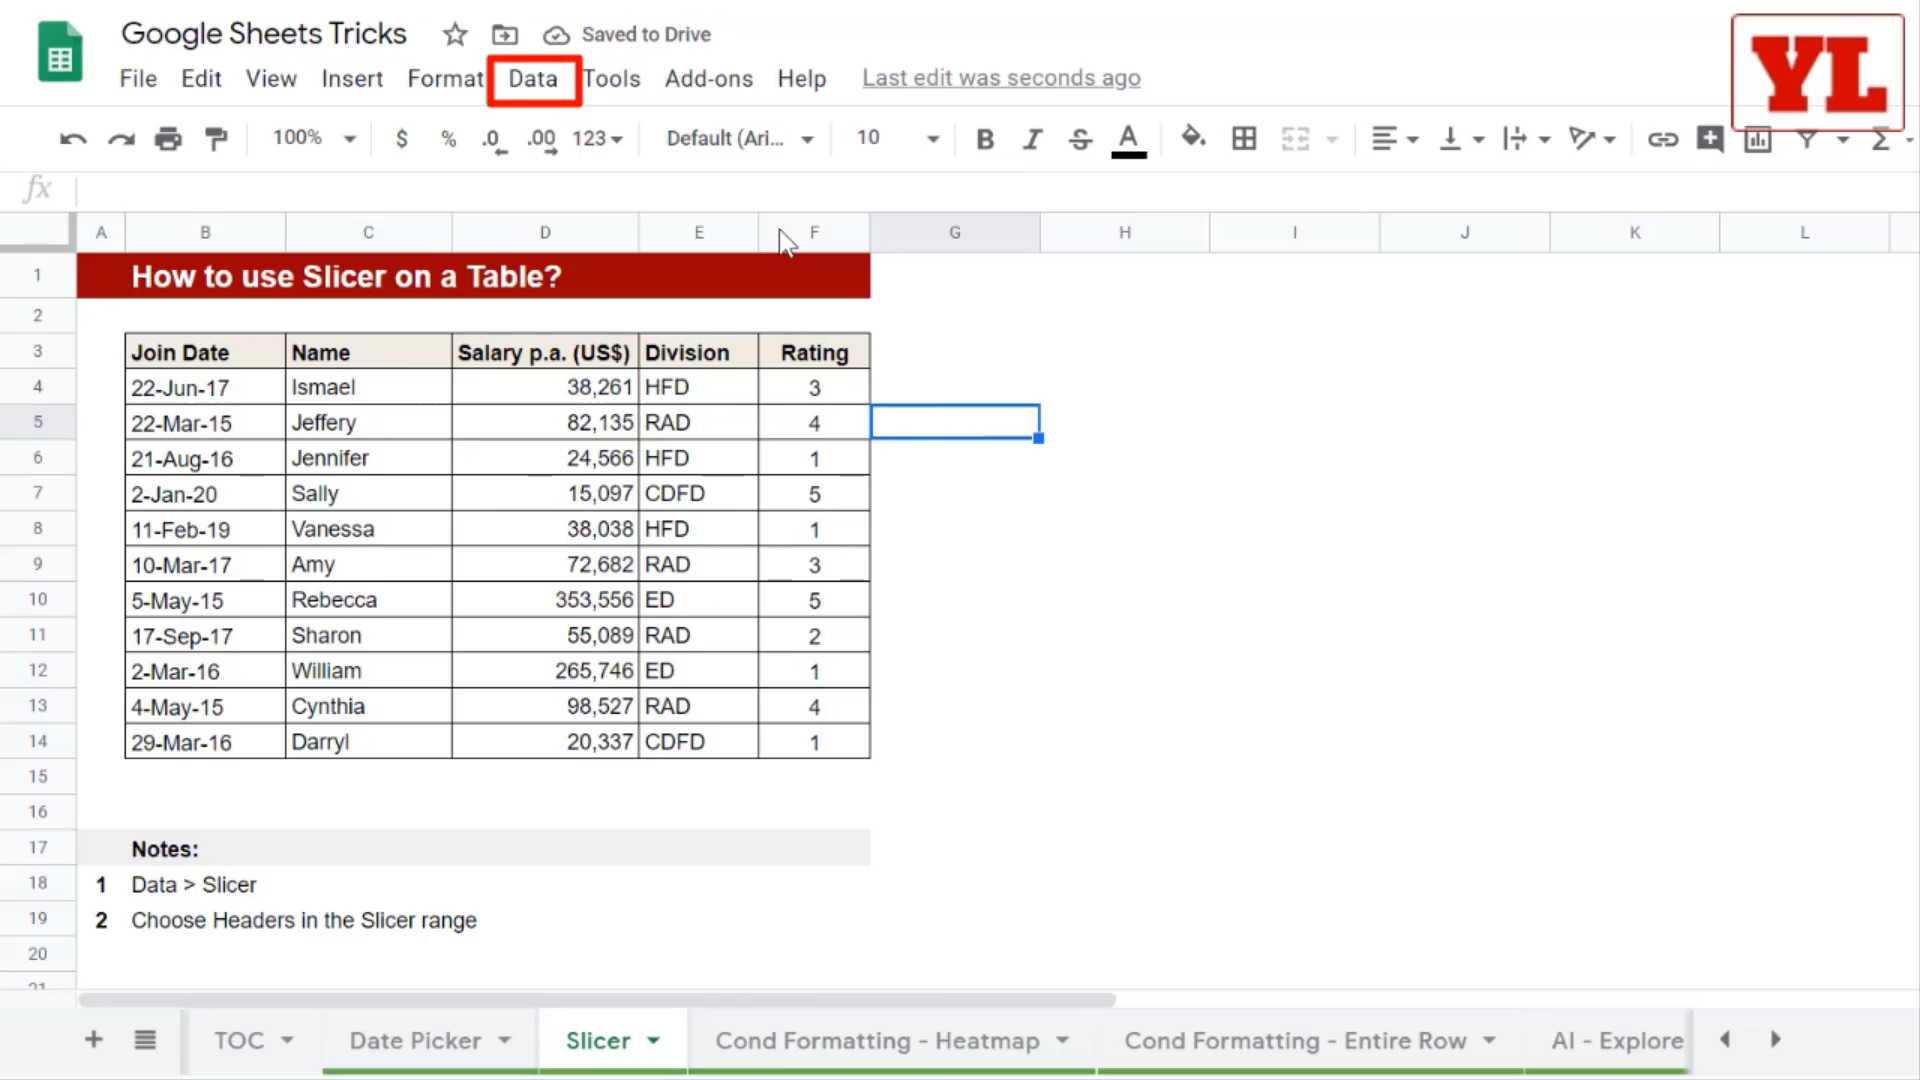 Google Sheets Tricks Saved to Drive
File Edit View Insert Format Data Tools Add-ons Help Last edit was seconds ago
YL
100% $ % .0 .00 123 Default (Ari... 10 B I S A Σ
fx
A B C D E F G H I J K L
1 How to use Slicer on a Table?
2
3 Join Date Name Salary p.a. (US$) Division Rating
4 22-Jun-17 Ismael 38,261 HFD 3
5 22-Mar-15 Jeffery 82,135 RAD 4
6 21-Aug-16 Jennifer 24,566 HFD 1
7 2-Jan-20 Sally 15,097 CDFD 5
8 11-Feb-19 Vanessa 38,038 HFD 1
9 10-Mar-17 Amy 72,682 RAD 3
10 5-May-15 Rebecca 353,556 ED 5
11 17-Sep-17 Sharon 55,089 RAD 2
12 2-Mar-16 William 265,746 ED 1
13 4-May-15 Cynthia 98,527 RAD 4
14 29-Mar-16 Darryl 20,337 CDFD 1
15
16
17 Notes:
18 1 Data > Slicer
19 2 Choose Headers in the Slicer range
20
21
+ TOC Date Picker Slicer Cond Formatting - Heatmap Cond Formatting - Entire Row AI - Explore